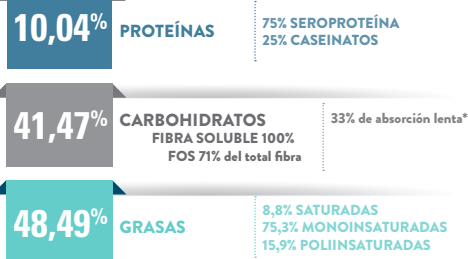 10,04% PROTEÍNAS
75% SEROPROTEÍNA
25% CASEINATOS
41,47% CARBOHIDRATOS
FIBRA SOLUBLE 100%
FOS 71% del total fibra
33% de absorción lenta*
48,49% GRASAS
8,8% SATURADAS
75,3% MONOINSATURADAS
15,9% POLIINSATURADAS